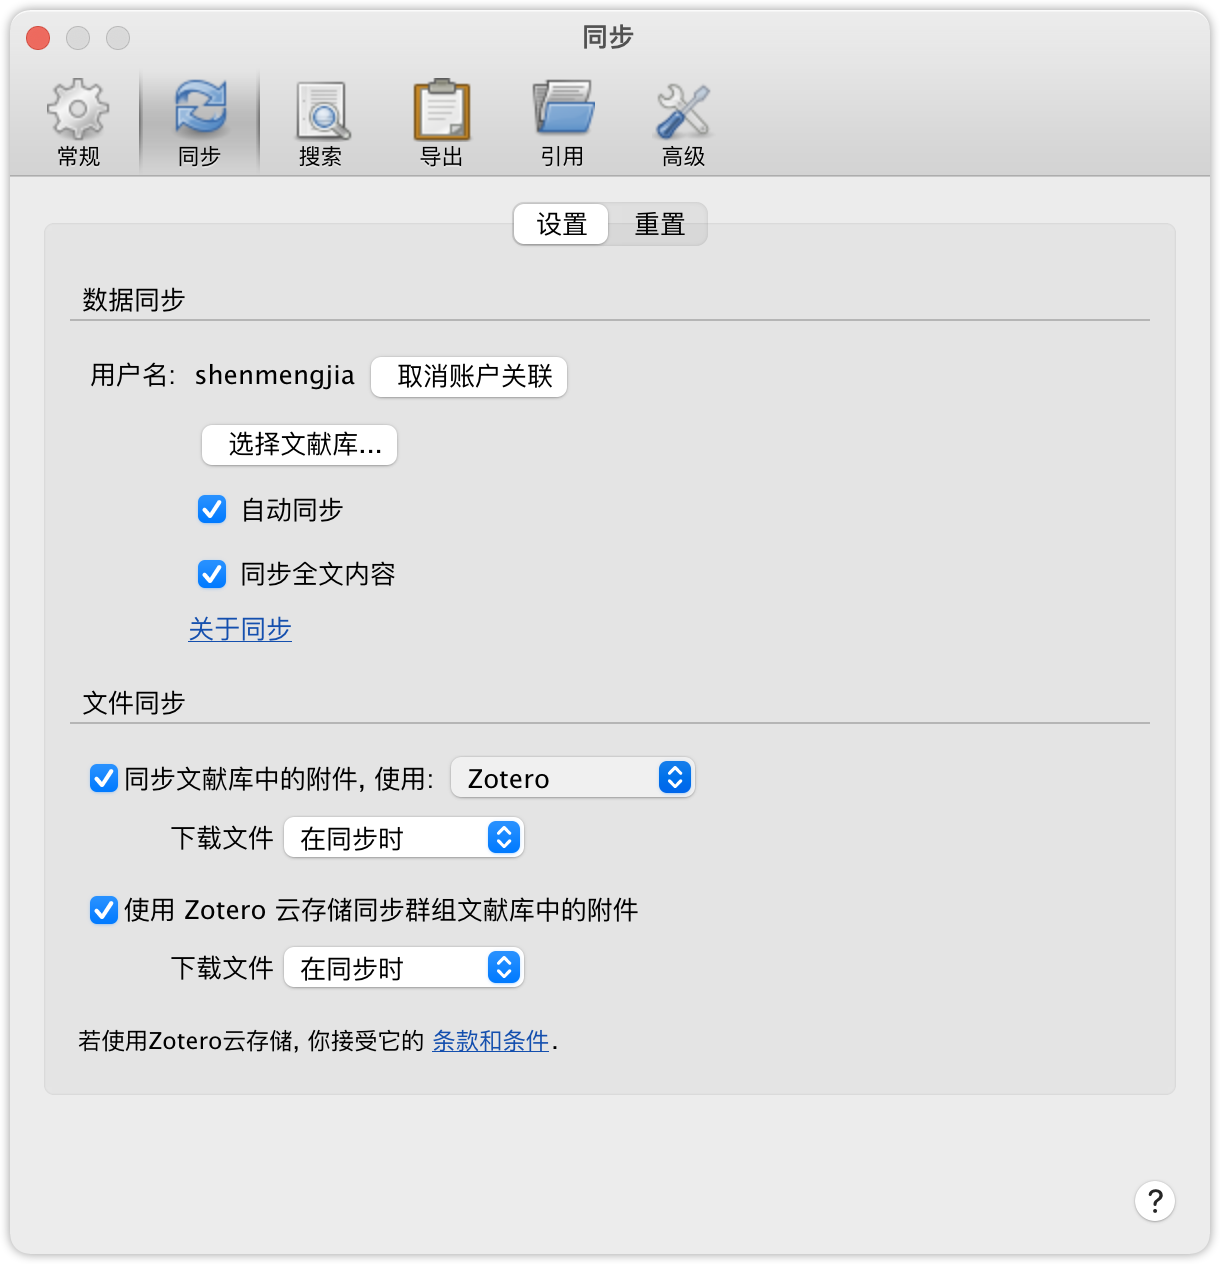 同步
常规 同步 搜索 导出 引用 高级
设置 重置
数据同步
用户名: shenmengjia 取消账户关联
选择文献库...
自动同步
同步全文内容
关于同步
文件同步
同步文献库中的附件, 使用: Zotero
下载文件 在同步时
使用 Zotero 云存储同步群组文献库中的附件
下载文件 在同步时
若使用Zotero云存储, 你接受它的 条款和条件.
?